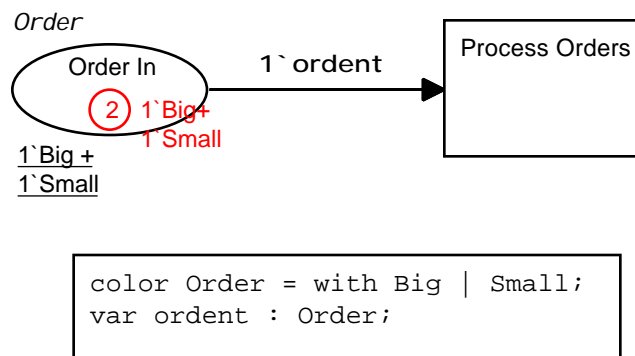 Order
Order In
1`ordent
Process Orders
2
1`Big+
1`Small
1`Big +
1`Small
color Order = with Big | Small;
var ordent : Order;